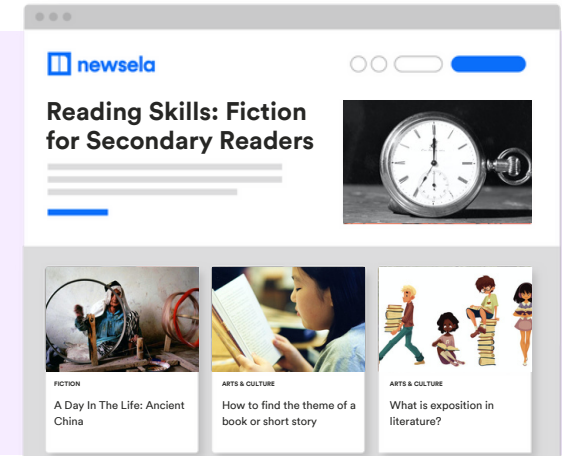 newsela
Reading Skills: Fiction
for Secondary Readers
FICTION
A Day In The Life: Ancient
China
ARTS & CULTURE
How to find the theme of a
book or short story
ARTS & CULTURE
What is exposition in
literature?